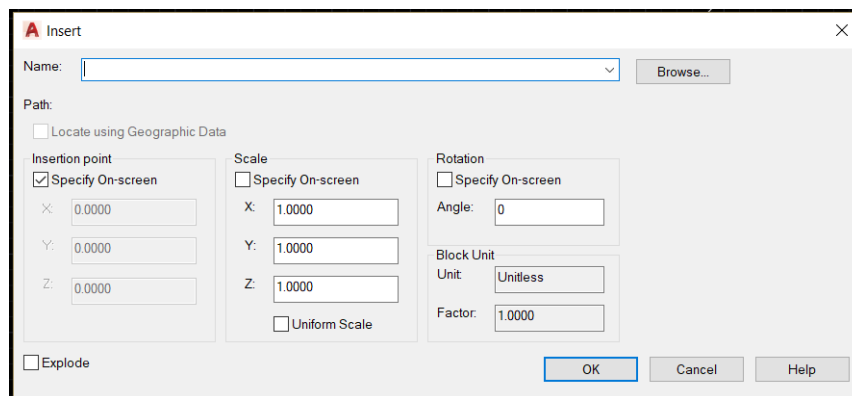 Insert
Name:
Browse...
Path:
Locate using Geographic Data
Insertion point
Specify On-screen
X: 0.0000
Y: 0.0000
Z: 0.0000
Scale
Specify On-screen
X: 1.0000
Y: 1.0000
Z: 1.0000
Uniform Scale
Rotation
Specify On-screen
Angle: 0
Block Unit
Unit: Unitless
Factor: 1.0000
Explode
OK Cancel Help